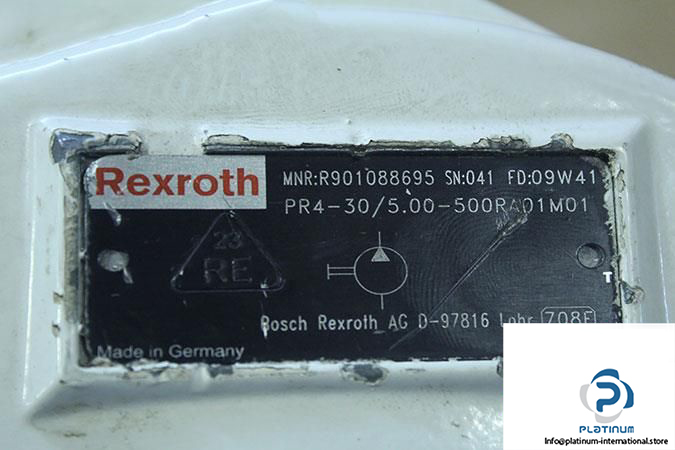 Rexroth
MNR:R901088695 SN:041 FD:09W41
PR4-30/5.00-500RA01M01
23
RE
T
Bosch Rexroth AG D-97816 Lohr 708F
Made in Germany
PLATINUM
Info@platinum-international.store